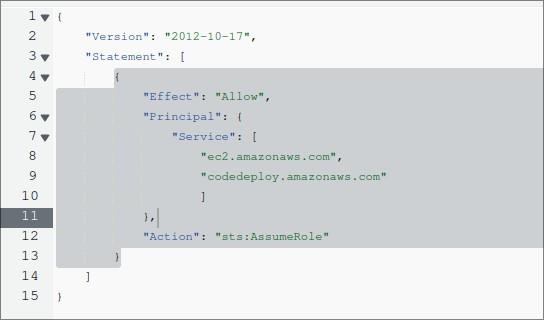 1 {
2 "Version": "2012-10-17",
3 "Statement": [
4 {
5 "Effect": "Allow",
6 "Principal": {
7 "Service": [
8 "ec2.amazonaws.com",
9 "codedeploy.amazonaws.com"
10 ]
11 },
12 "Action": "sts:AssumeRole"
13 }
14 ]
15 }